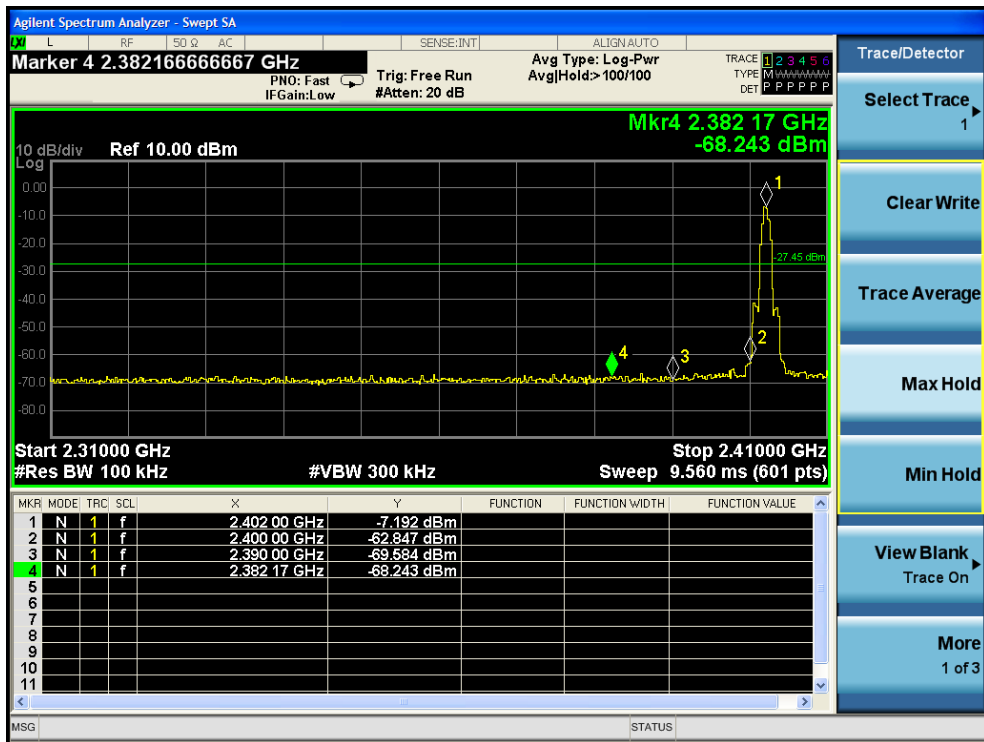 Agilent Spectrum Analyzer - Swept SA
LXI L RF 50 Ω AC SENSE:INT ALIGNAUTO
Marker 4 2.382166666667 GHz
PNO: Fast
IFGain:Low
Trig: Free Run
#Atten: 20 dB
Avg Type: Log-Pwr
Avg|Hold:>100/100
TRACE 1 2 3 4 5 6
TYPE M
DET P P P P P P
Mkr4 2.382 17 GHz
-68.243 dBm
10 dB/div Ref 10.00 dBm
Log
0.00
-10.0
-20.0
-30.0
-40.0
-50.0
-60.0
-70.0
-80.0
1
-27.45 dBm
2
3
4
Start 2.31000 GHz Stop 2.41000 GHz
#Res BW 100 kHz #VBW 300 kHz Sweep 9.560 ms (601 pts)
MKR MODE TRC SCL X Y FUNCTION FUNCTION WIDTH FUNCTION VALUE
1 N 1 f 2.402 00 GHz -7.192 dBm
2 N 1 f 2.400 00 GHz -62.847 dBm
3 N 1 f 2.390 00 GHz -69.584 dBm
4 N 1 f 2.382 17 GHz -68.243 dBm
5
6
7
8
9
10
11
MSG STATUS
Trace/Detector
Select Trace
1
Clear Write
Trace Average
Max Hold
Min Hold
View Blank
Trace On
More
1 of 3